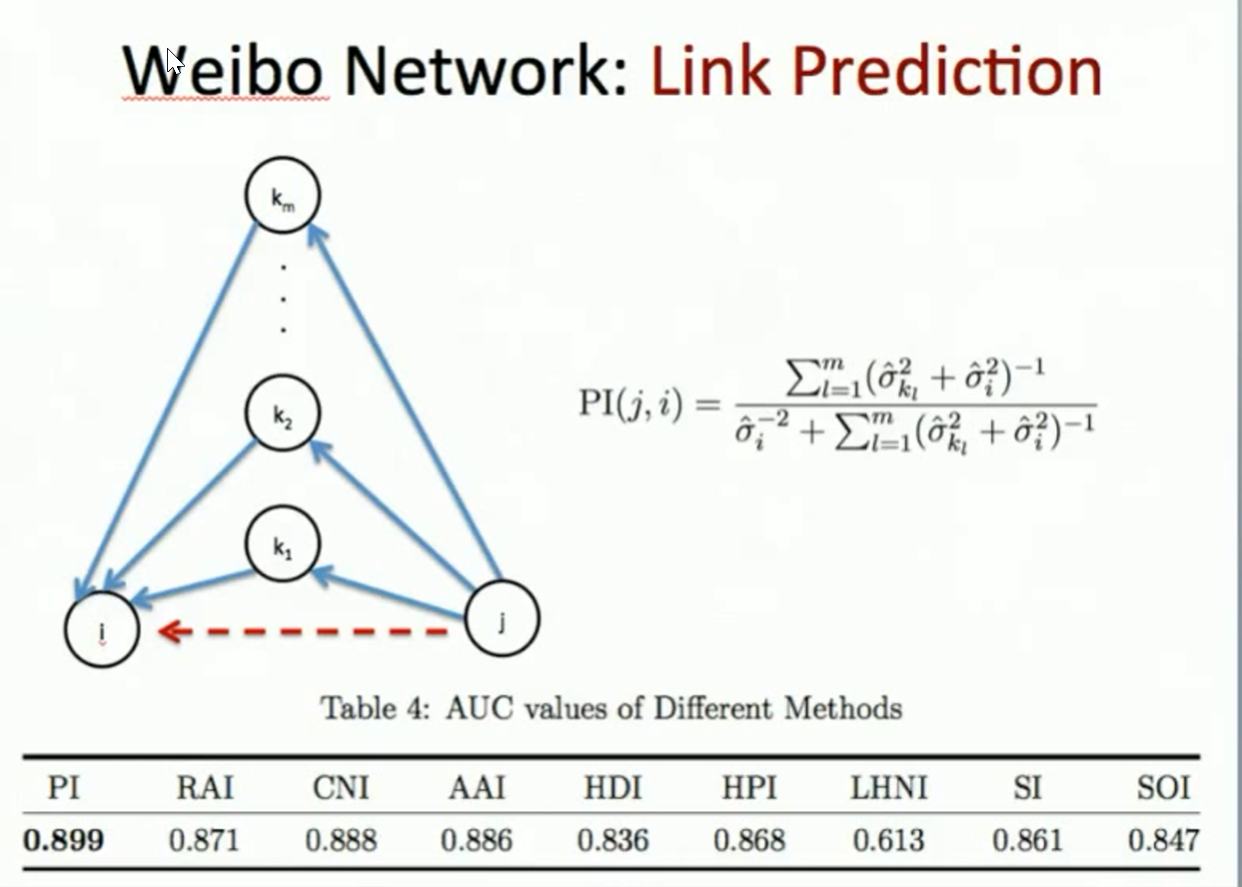 Weibo Network: Link Prediction
k_m
.
.
.
k_2
k_1
i
j
PI(j, i) = \frac{\sum_{l=1}^{m}(\hat{\sigma}_{k_l}^2 + \hat{\sigma}_i^2)^{-1}}{\hat{\sigma}_i^{-2} + \sum_{l=1}^{m}(\hat{\sigma}_{k_l}^2 + \hat{\sigma}_i^2)^{-1}}
Table 4: AUC values of Different Methods
PI RAI CNI AAI HDI HPI LHNI SI SOI
0.899 0.871 0.888 0.886 0.836 0.868 0.613 0.861 0.847